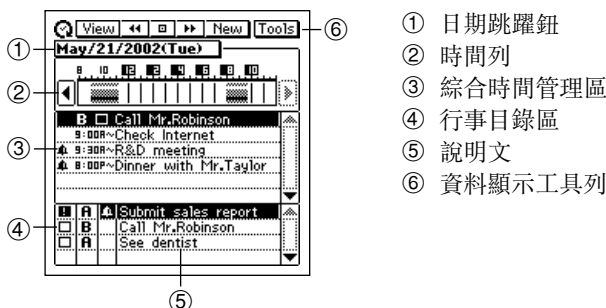 View New Tools
May/21/2002(Tue)
8 10 12 2 4 6 8 10
B Call Mr.Robinson
9:00A~Check Internet
9:30A~R&D meeting
8:00P~Dinner with Mr.Taylor
A Submit sales report
B Call Mr.Robinson
A See dentist
①
②
③
④
⑤
⑥
① 日期跳躍鈕
② 時間列
③ 綜合時間管理區
④ 行事目錄區
⑤ 說明文
⑥ 資料顯示工具列